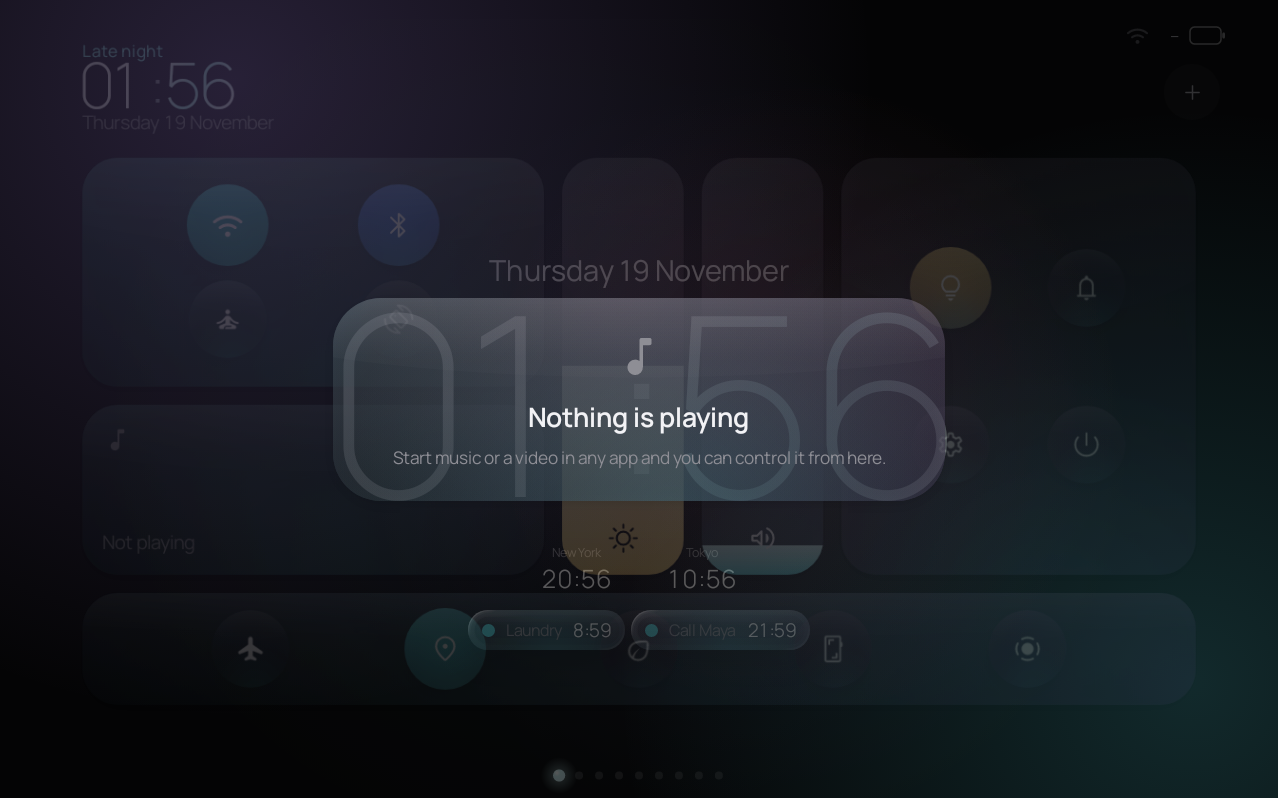 Late night
01:56
Thursday 19 November
Thursday 19 November
01:56
Nothing is playing
Start music or a video in any app and you can control it from here.
Not playing
New York
20:56
Tokyo
10:56
Laundry 8:59
Call Maya 21:59